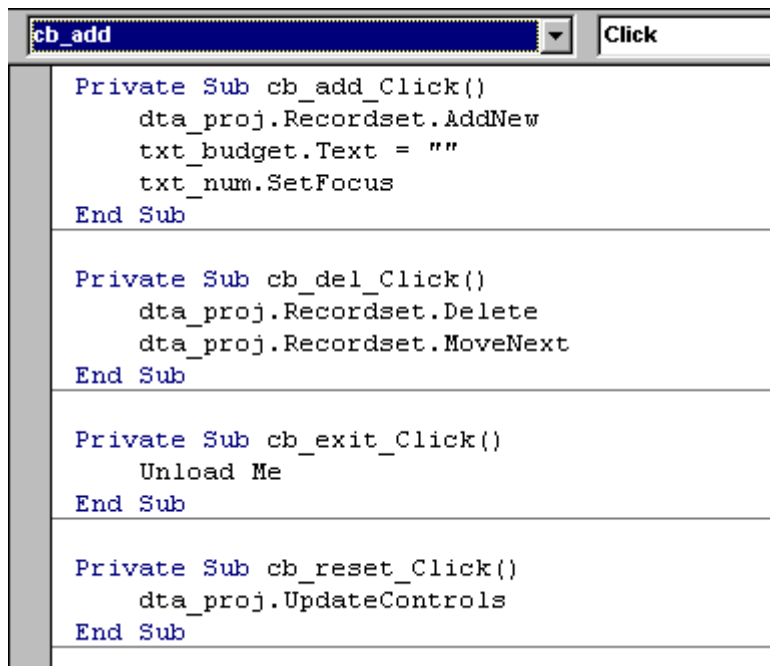 cb_add Click
Private Sub cb_add_Click()
dta_proj.Recordset.AddNew
txt_budget.Text = ""
txt_num.SetFocus
End Sub
Private Sub cb_del_Click()
dta_proj.Recordset.Delete
dta_proj.Recordset.MoveNext
End Sub
Private Sub cb_exit_Click()
Unload Me
End Sub
Private Sub cb_reset_Click()
dta_proj.UpdateControls
End Sub